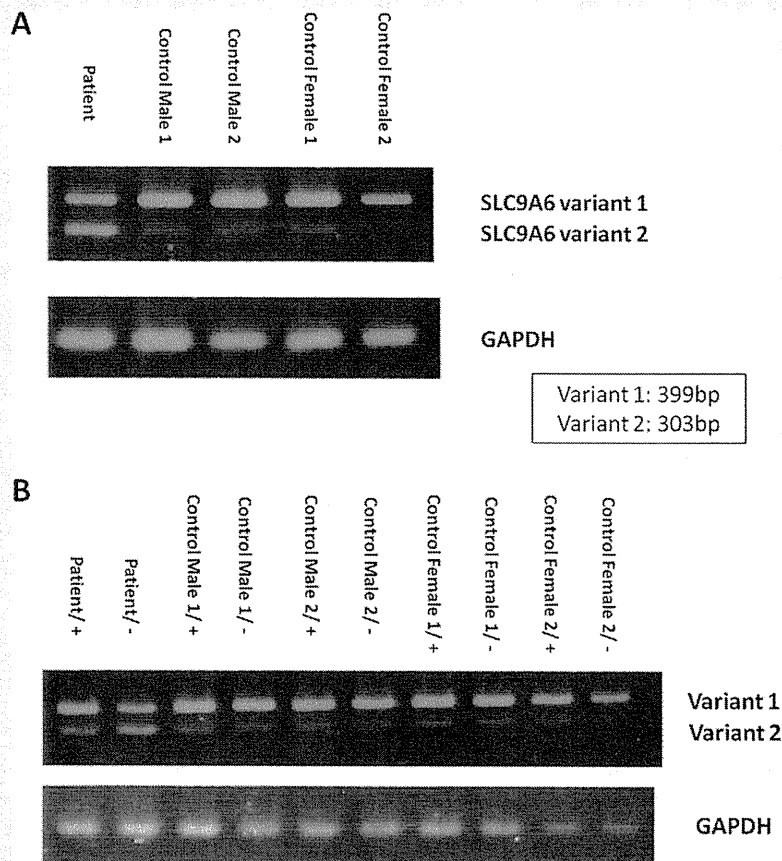 A
Patient
Control Male 1
Control Male 2
Control Female 1
Control Female 2
SLC9A6 variant 1
SLC9A6 variant 2
GAPDH
Variant 1: 399bp
Variant 2: 303bp
B
Patient/ +
Patient/ -
Control Male 1/ +
Control Male 1/ -
Control Male 2/ +
Control Male 2/ -
Control Female 1/ +
Control Female 1/ -
Control Female 2/ +
Control Female 2/ -
Variant 1
Variant 2
GAPDH